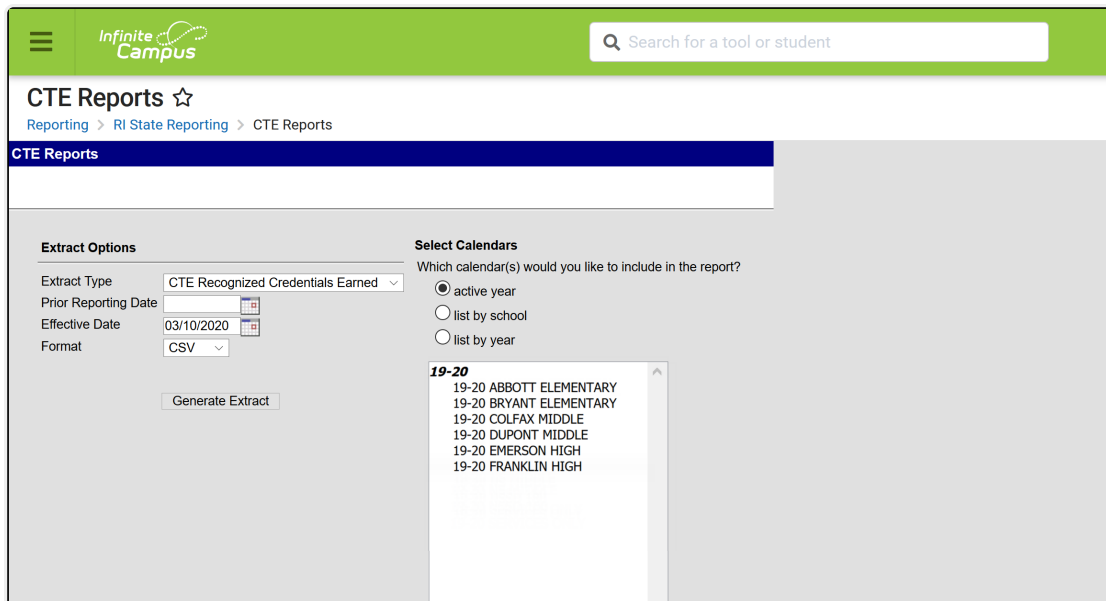 Infinite
Campus
Search for a tool or student
CTE Reports
Reporting > RI State Reporting > CTE Reports
CTE Reports
Extract Options
Extract Type CTE Recognized Credentials Earned
Prior Reporting Date
Effective Date 03/10/2020
Format CSV
Generate Extract
Select Calendars
Which calendar(s) would you like to include in the report?
active year
list by school
list by year
19-20
19-20 ABBOTT ELEMENTARY
19-20 BRYANT ELEMENTARY
19-20 COLFAX MIDDLE
19-20 DUPONT MIDDLE
19-20 EMERSON HIGH
19-20 FRANKLIN HIGH